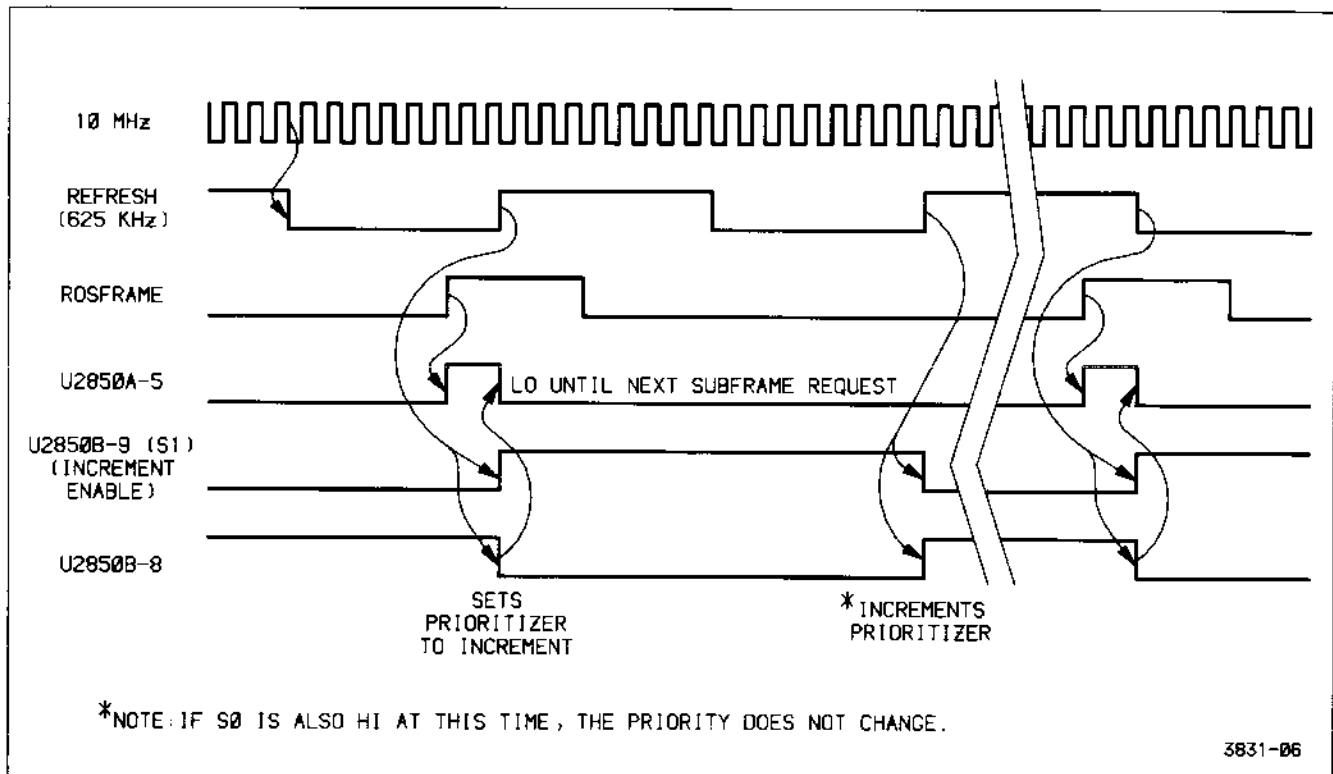 10 MHz
REFRESH
(625 KHz)
ROSFRAME
U2850A-5
LO UNTIL NEXT SUBFRAME REQUEST
U2850B-9 (S1)
(INCREMENT
ENABLE)
U2850B-8
SETS
PRIORITIZER
TO INCREMENT
*INCREMENTS
PRIORITIZER
*NOTE: IF S0 IS ALSO HI AT THIS TIME, THE PRIORITY DOES NOT CHANGE.
3831-06